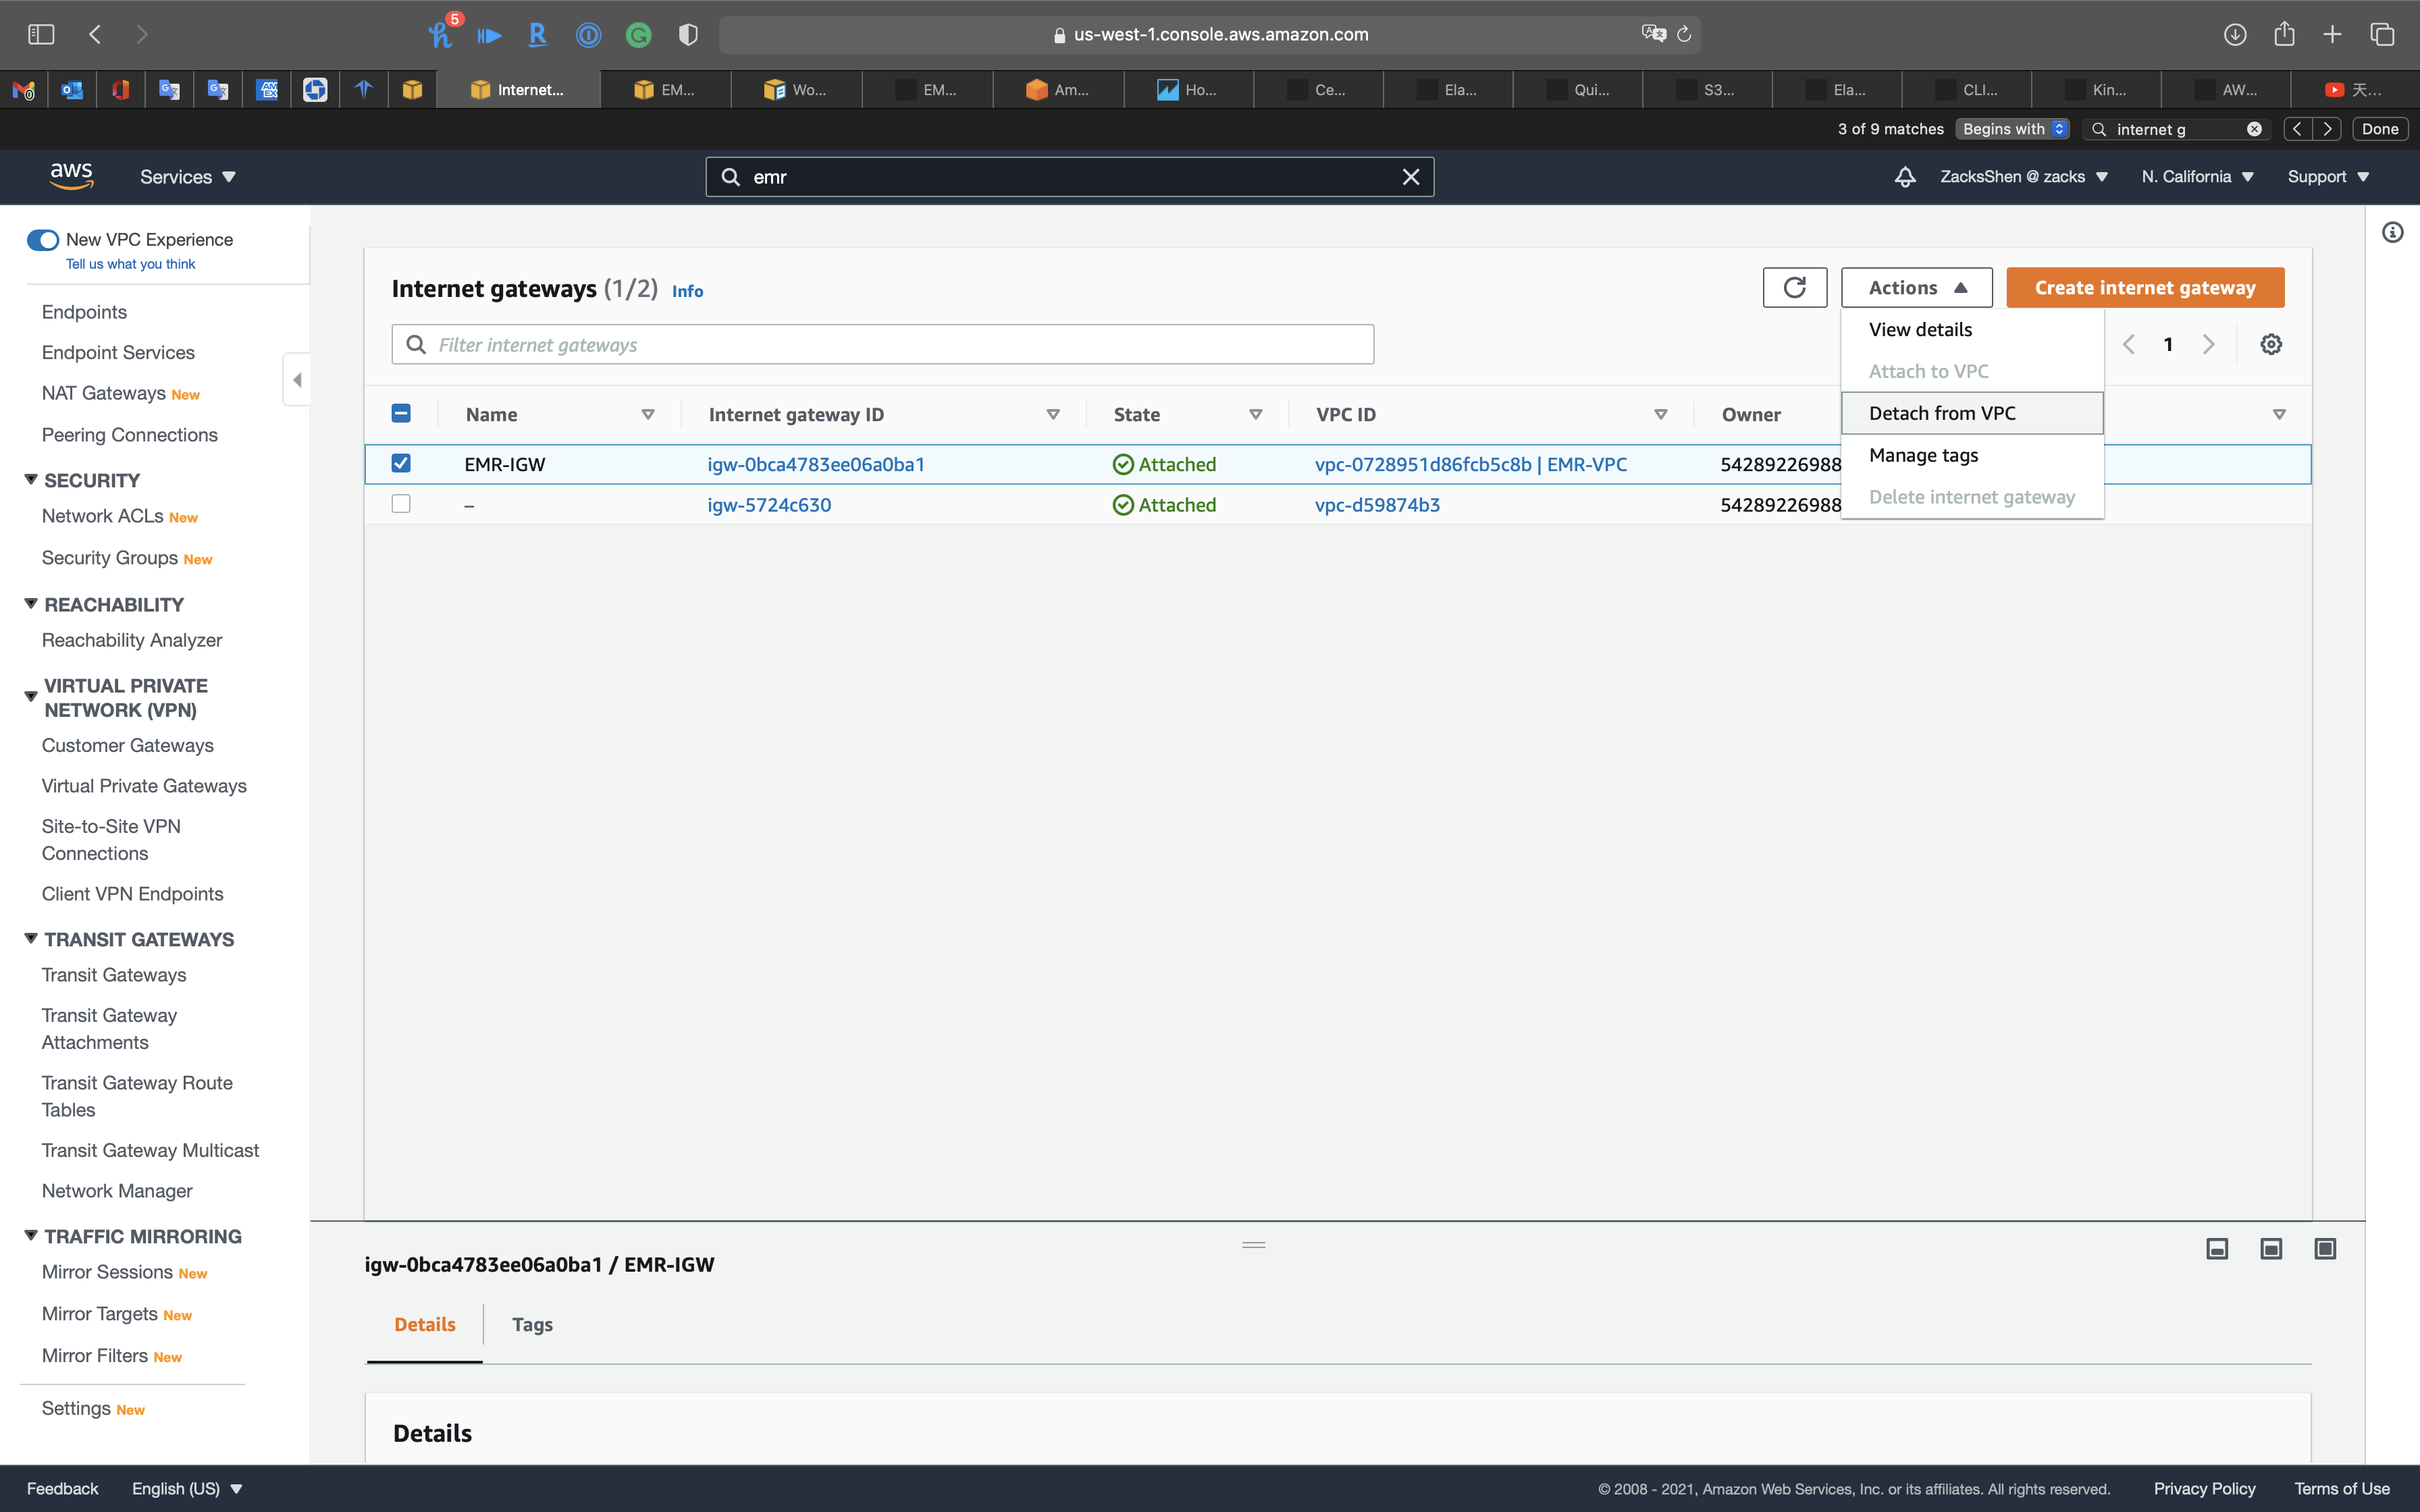 5
us-west-1.console.aws.amazon.com
Internet...
EM...
Wo...
EM...
Am...
Ho...
Ce...
Ela...
Qui...
S3...
Ela...
CLI...
Kin...
AW...
天...
3 of 9 matches
Begins with
internet g
Done
aws
Services
emr
ZacksShen @ zacks
N. California
Support
New VPC Experience
Tell us what you think
Endpoints
Endpoint Services
NAT Gateways New
Peering Connections
SECURITY
Network ACLs New
Security Groups New
REACHABILITY
Reachability Analyzer
VIRTUAL PRIVATE
NETWORK (VPN)
Customer Gateways
Virtual Private Gateways
Site-to-Site VPN
Connections
Client VPN Endpoints
TRANSIT GATEWAYS
Transit Gateways
Transit Gateway
Attachments
Transit Gateway Route
Tables
Transit Gateway Multicast
Network Manager
TRAFFIC MIRRORING
Mirror Sessions New
Mirror Targets New
Mirror Filters New
Settings New
Internet gateways (1/2) Info
Actions
Create internet gateway
Filter internet gateways
1
View details
Attach to VPC
Detach from VPC
Manage tags
Delete internet gateway
Name Internet gateway ID State VPC ID Owner
EMR-IGW igw-0bca4783ee06a0ba1 Attached vpc-0728951d86fcb5c8b | EMR-VPC 54289226988
– igw-5724c630 Attached vpc-d59874b3 54289226988
igw-0bca4783ee06a0ba1 / EMR-IGW
Details
Tags
Details
Feedback
English (US)
© 2008 - 2021, Amazon Web Services, Inc. or its affiliates. All rights reserved.
Privacy Policy
Terms of Use